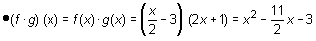 ●(f · g) (x) = f(x) · g(x) = (x/2 − 3) (2x + 1) = x² − 11/2 x − 3